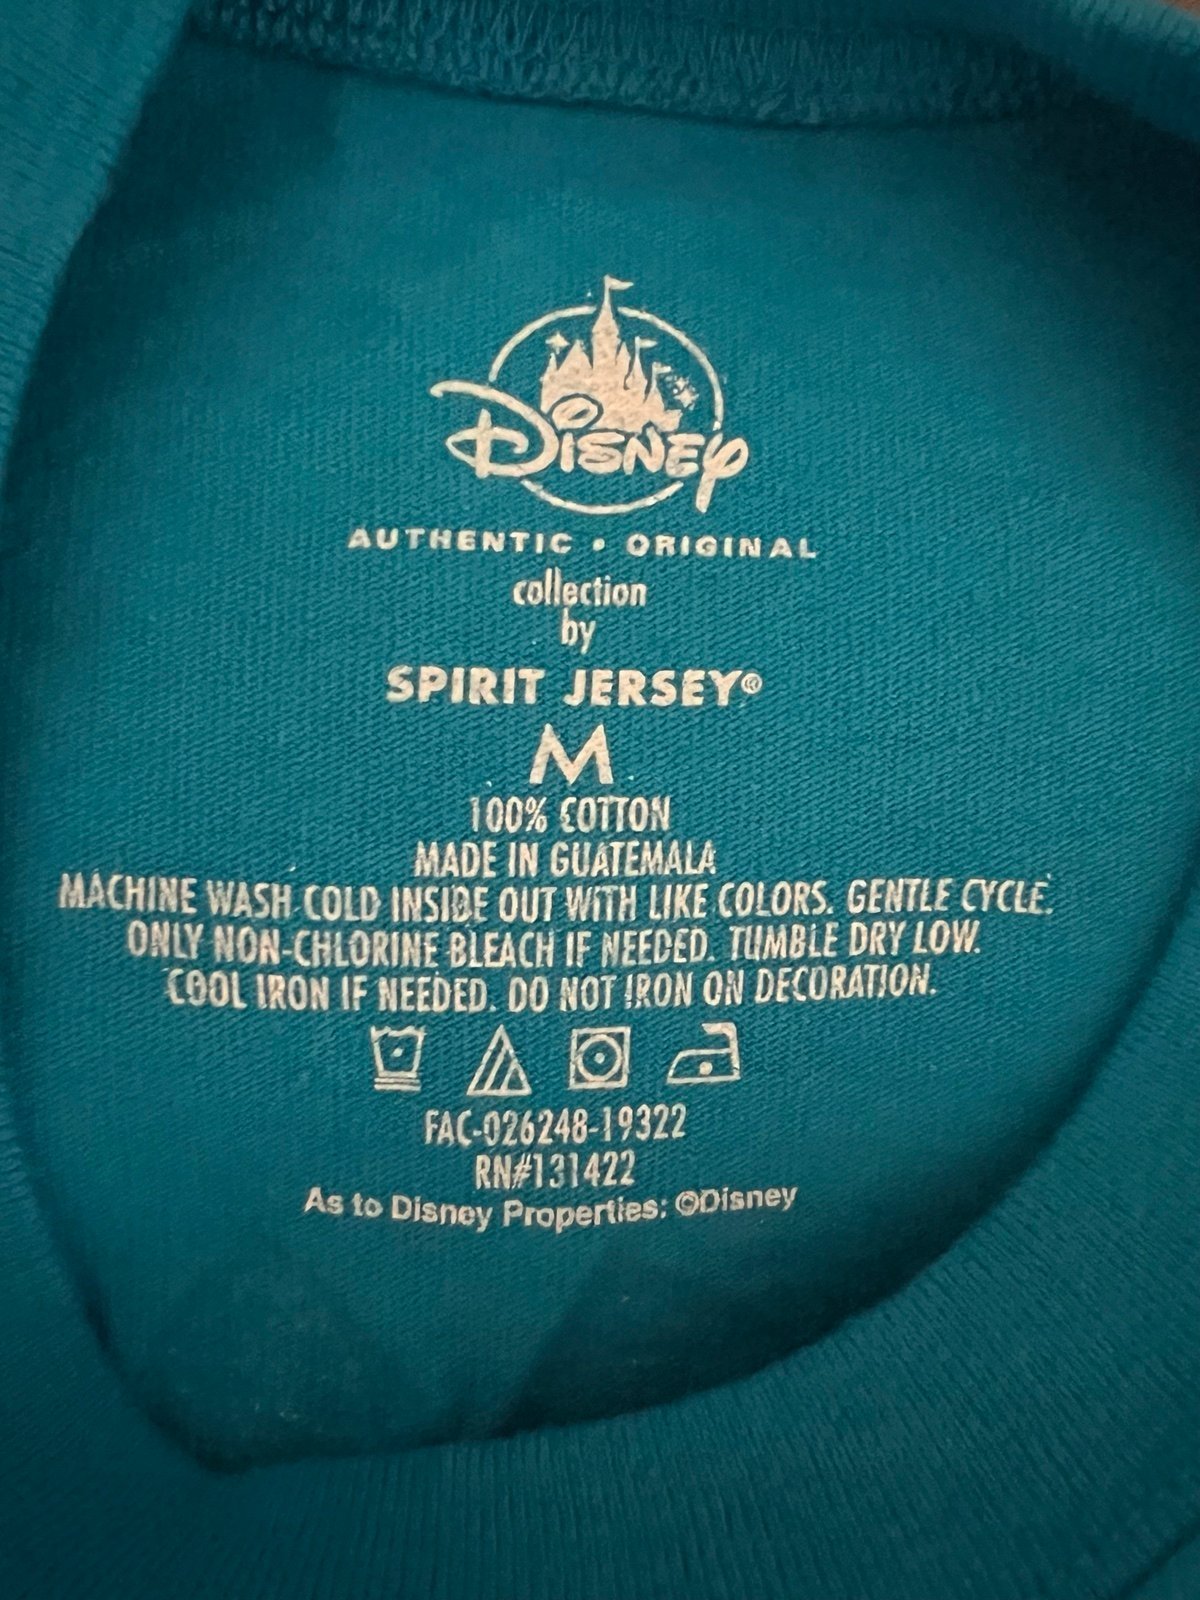 Disney
AUTHENTIC • ORIGINAL
collection
by
SPIRIT JERSEY®
M
100% COTTON
MADE IN GUATEMALA
MACHINE WASH COLD INSIDE OUT WITH LIKE COLORS. GENTLE CYCLE.
ONLY NON-CHLORINE BLEACH IF NEEDED. TUMBLE DRY LOW.
COOL IRON IF NEEDED. DO NOT IRON ON DECORATION.
FAC-026248-19322
RN#131422
As to Disney Properties: ©Disney